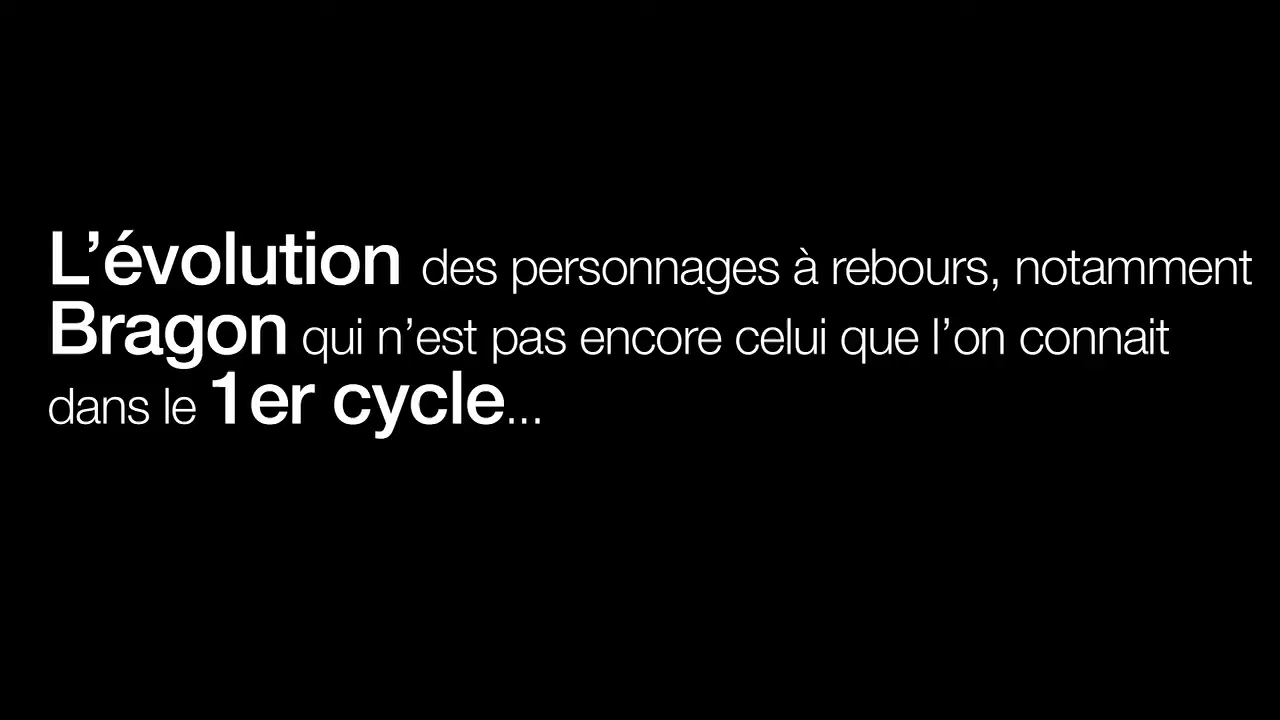 L’évolution des personnages à rebours, notamment
Bragon qui n’est pas encore celui que l’on connait
dans le 1er cycle...